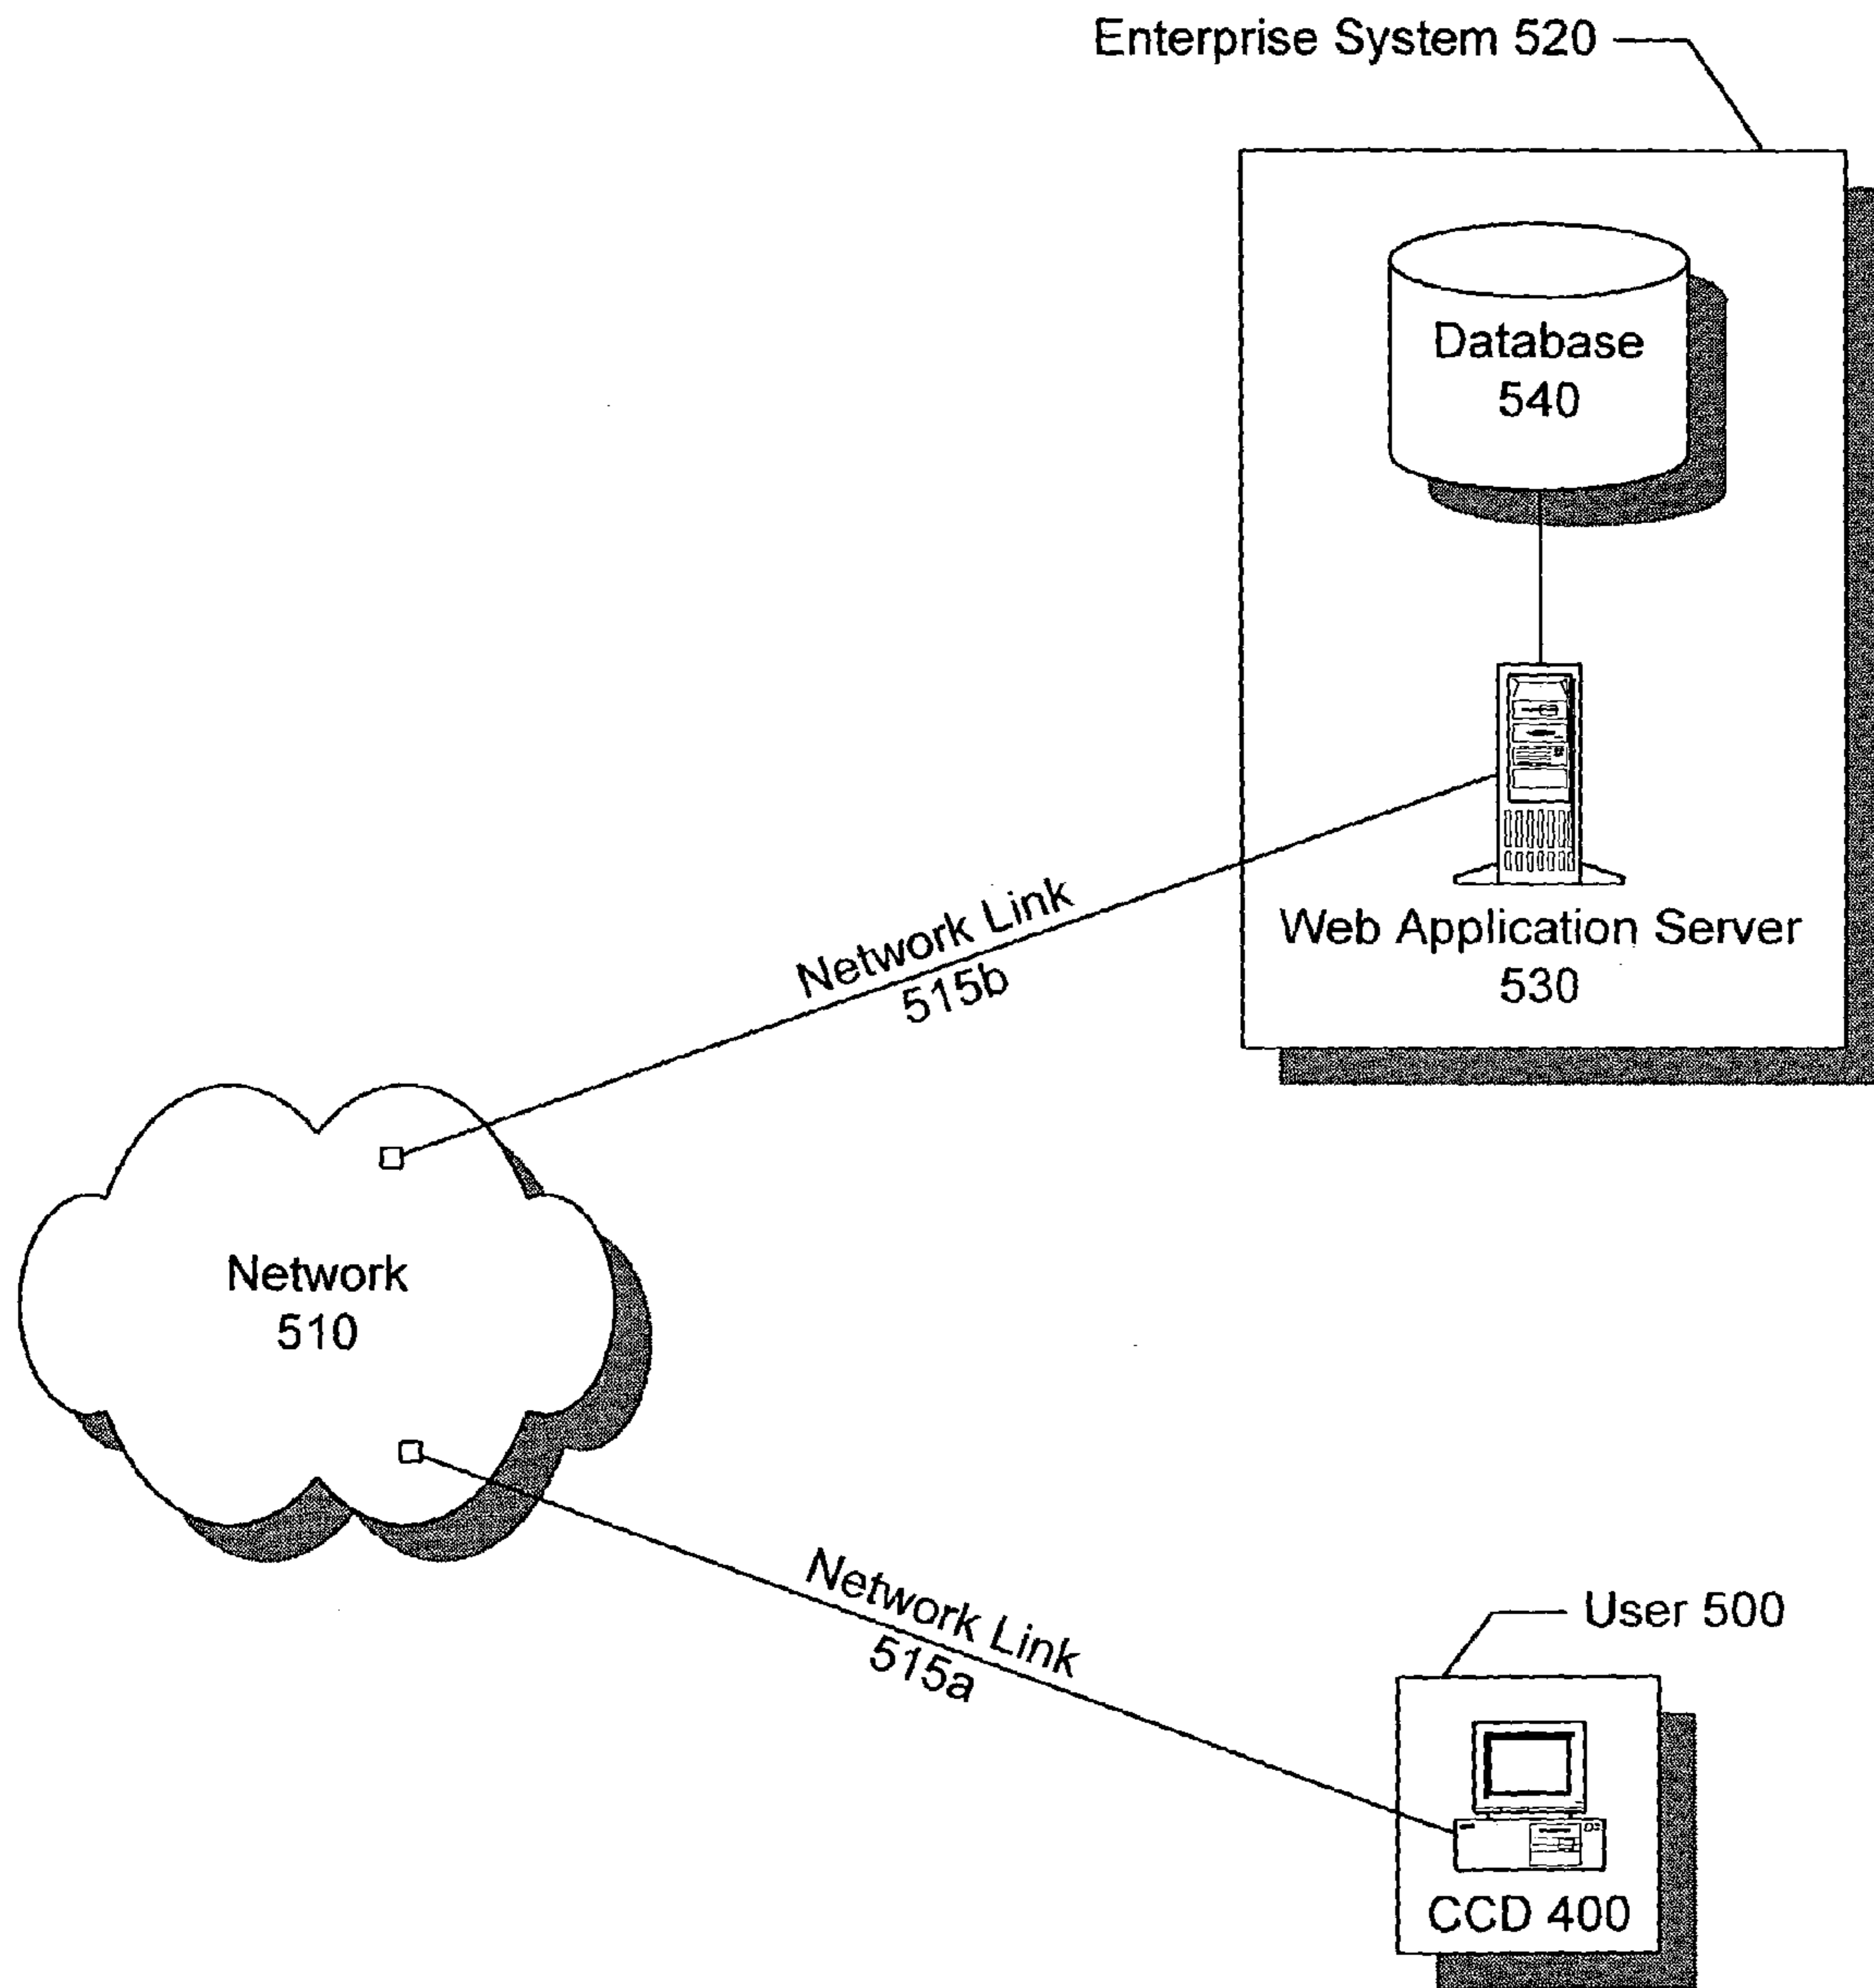 Enterprise System 520
Database
540
Web Application Server
530
Network Link
515b
Network
510
Network Link
515a
User 500
CCD 400